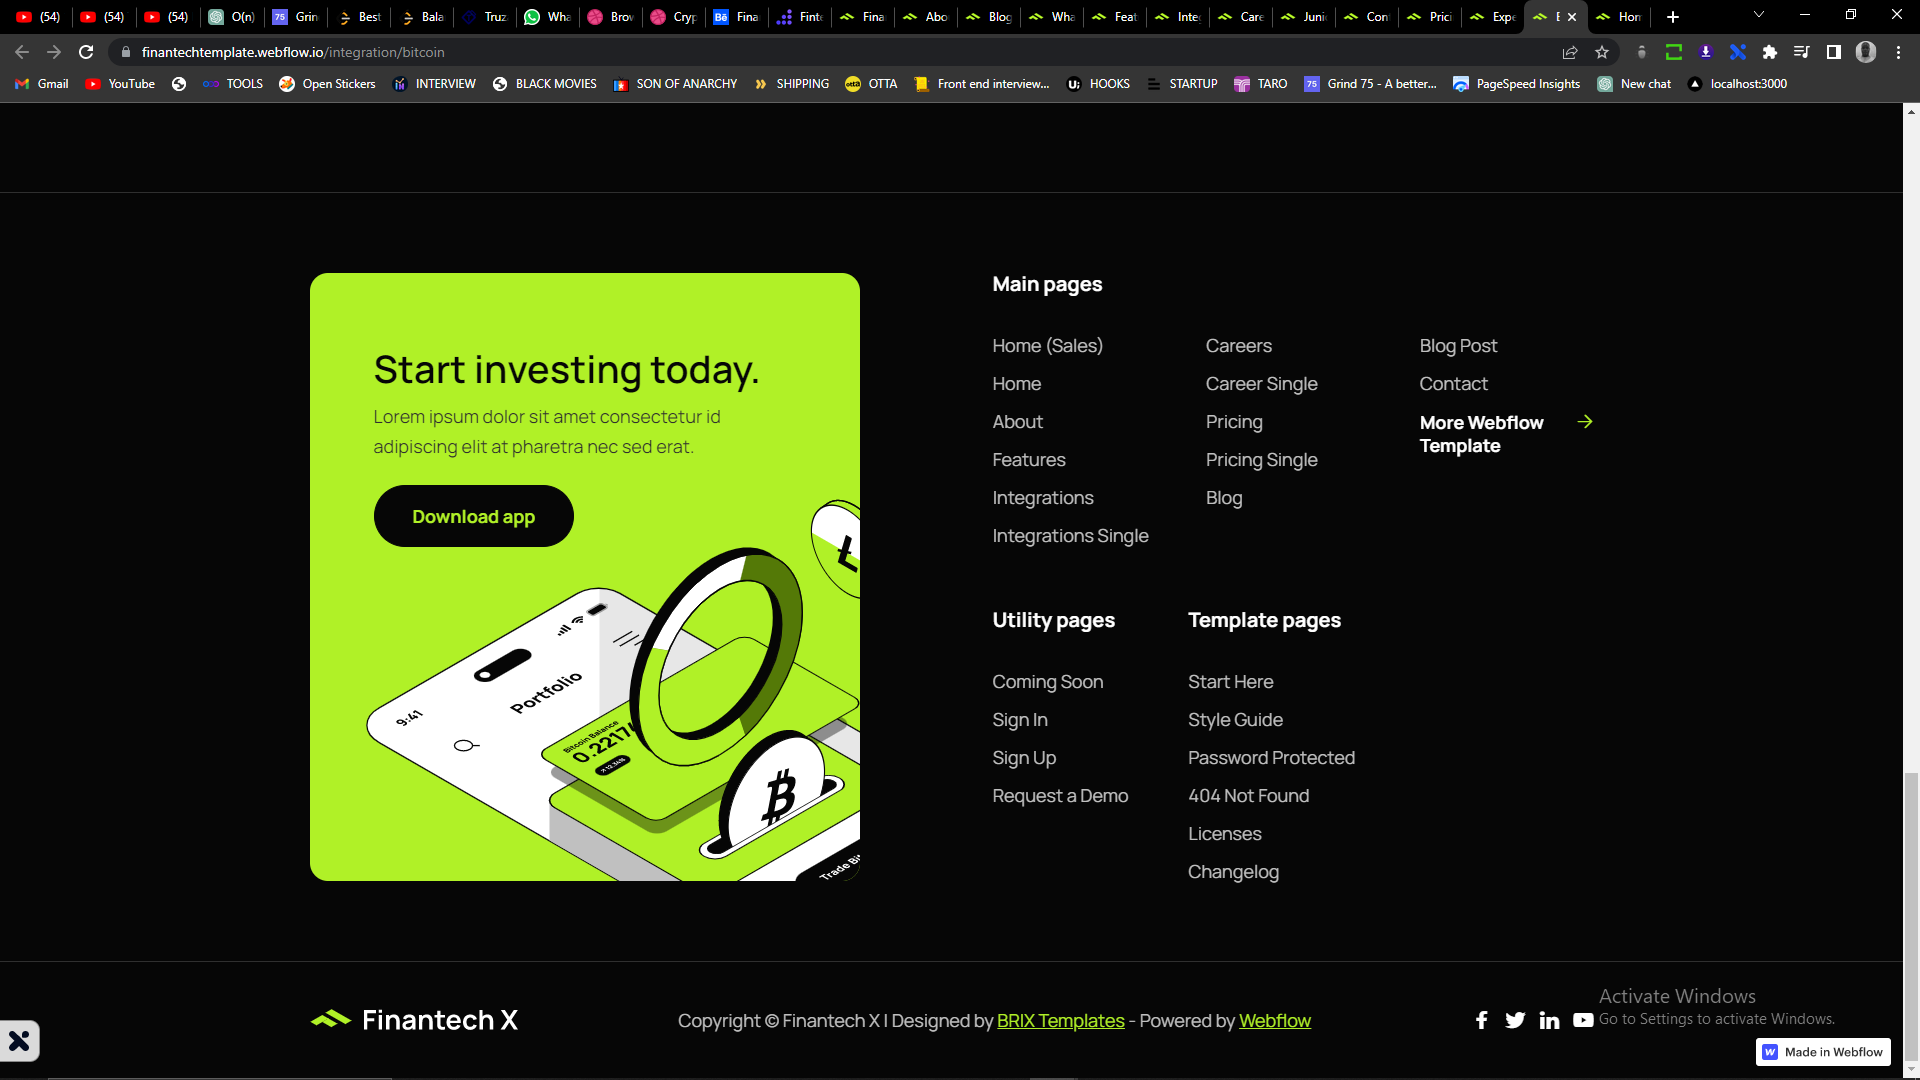 (54)
(54)
(54)
O(n)
75
Grin
Best
Bala
Truz
Wha
Brow
Cryp
Bē
Fina
Finte
Fina
Abo
Blog
Wha
Feat
Integ
Care
Juni
Con
Prici
Expe
Hom
finantechtemplate.webflow.io/integration/bitcoin
Gmail
YouTube
TOOLS
Open Stickers
INTERVIEW
BLACK MOVIES
SON OF ANARCHY
SHIPPING
OTTA
Front end interview...
HOOKS
STARTUP
TARO
75
Grind 75 - A better...
PageSpeed Insights
New chat
localhost:3000
Start investing today.
Lorem ipsum dolor sit amet consectetur id
adipiscing elit at pharetra nec sed erat.
Download app
9:41
Portfolio
Bitcoin Balance
0.2217
Trade Bi
Main pages
Home (Sales)
Home
About
Features
Integrations
Integrations Single
Careers
Career Single
Pricing
Pricing Single
Blog
Blog Post
Contact
More Webflow
Template
Utility pages
Coming Soon
Sign In
Sign Up
Request a Demo
Template pages
Start Here
Style Guide
Password Protected
404 Not Found
Licenses
Changelog
Finantech X
Copyright © Finantech X | Designed by BRIX Templates - Powered by Webflow
Activate Windows
Go to Settings to activate Windows.
Made in Webflow